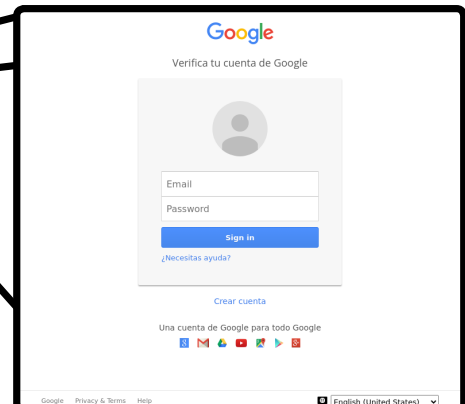 Google
Verifica tu cuenta de Google
Email
Password
Sign in
¿Necesitas ayuda?
Crear cuenta
Una cuenta de Google para todo Google
Google Privacy & Terms Help English (United States)